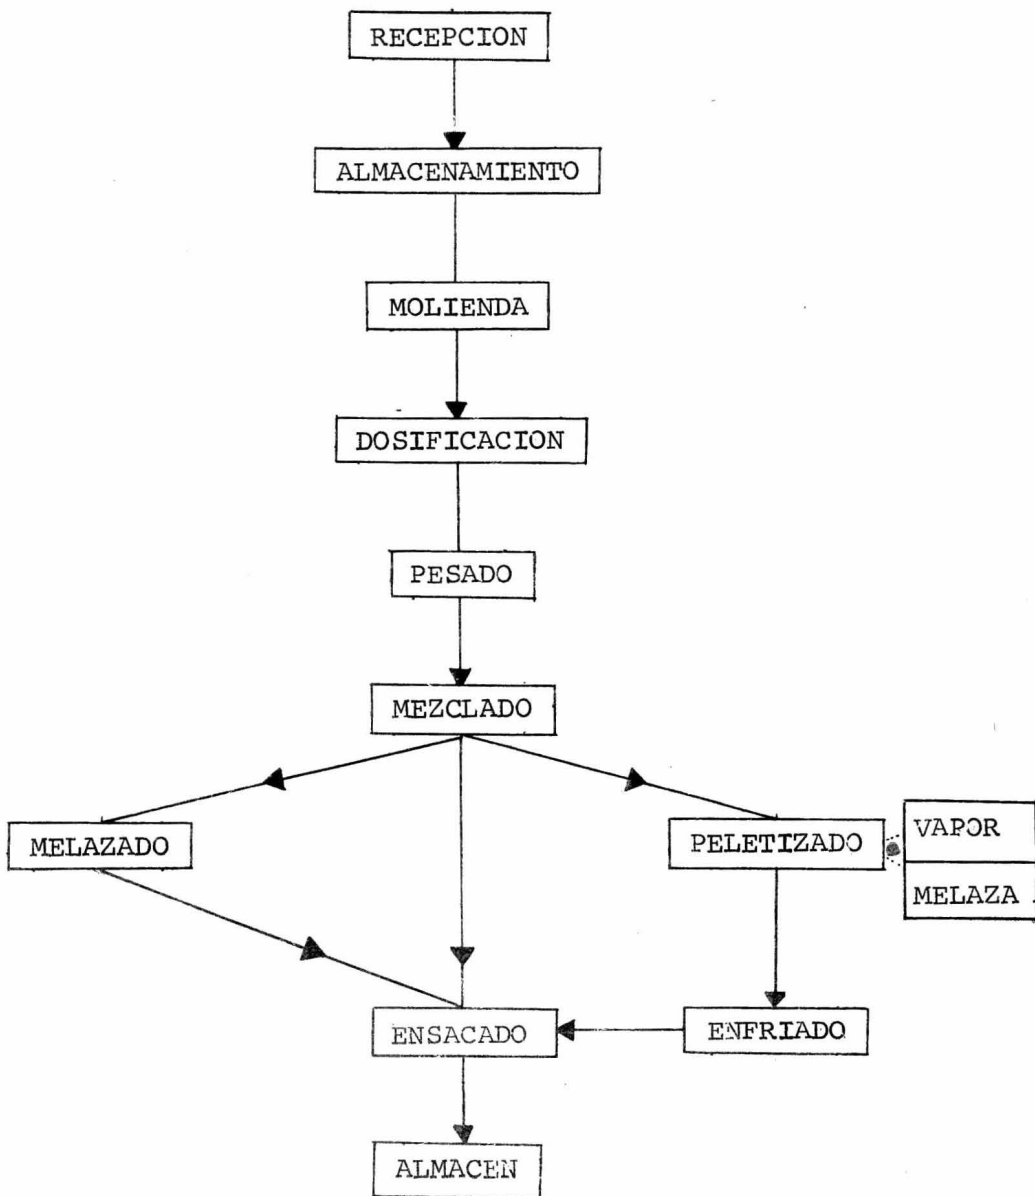 RECEPCION
ALMACENAMIENTO
MOLIENDA
DOSIFICACION
PESADO
MEZCLADO
MELAZADO
PELETIZADO
VAPOR
MELAZA
ENSACADO
ENFRIADO
ALMACEN